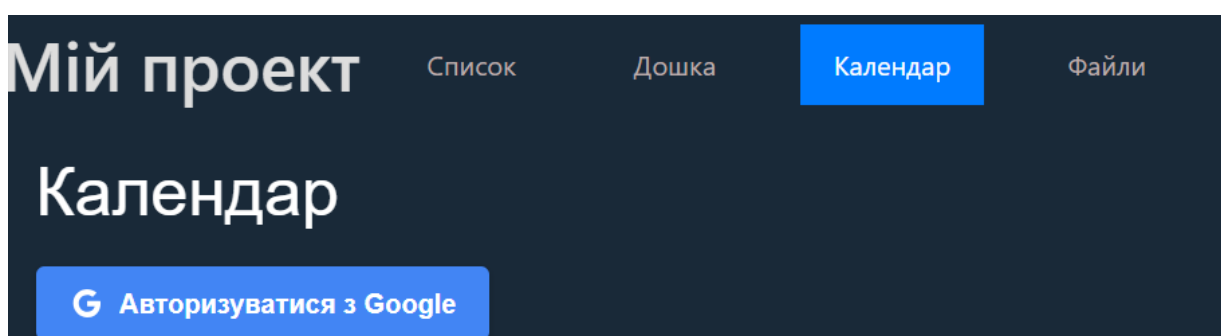 Мій проект Список Дошка Календар Файли
Календар
Авторизуватися з Google